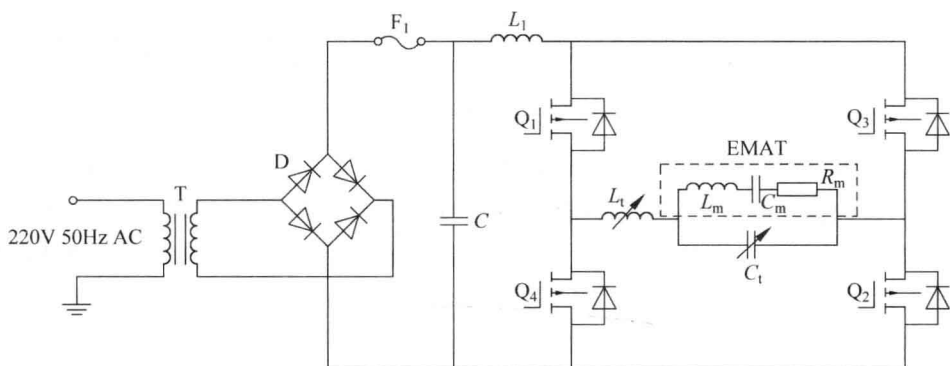 F₁
L₁
Q₁
Q₃
EMAT
D
Rₘ
T
Lₘ
Cₘ
Lₜ
220V 50Hz AC
C
Cₜ
Q₄
Q₂